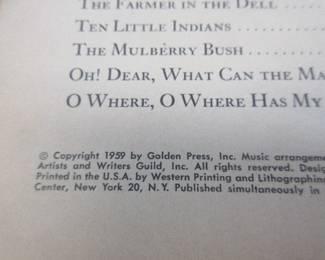 THE FARMER IN THE DELL . . . . . . . . . .
TEN LITTLE INDIANS . . . . . . . . . . . . .
THE MULBERRY BUSH . . . . . . . . . .
OH! DEAR, WHAT CAN THE MA
O WHERE, O WHERE HAS MY
© Copyright 1959 by Golden Press, Inc. Music arrangeme
Artists and Writers Guild, Inc. All rights reserved. Desig
Printed in the U.S.A. by Western Printing and Lithographing
Center, New York 20, N.Y. Published simultaneously in